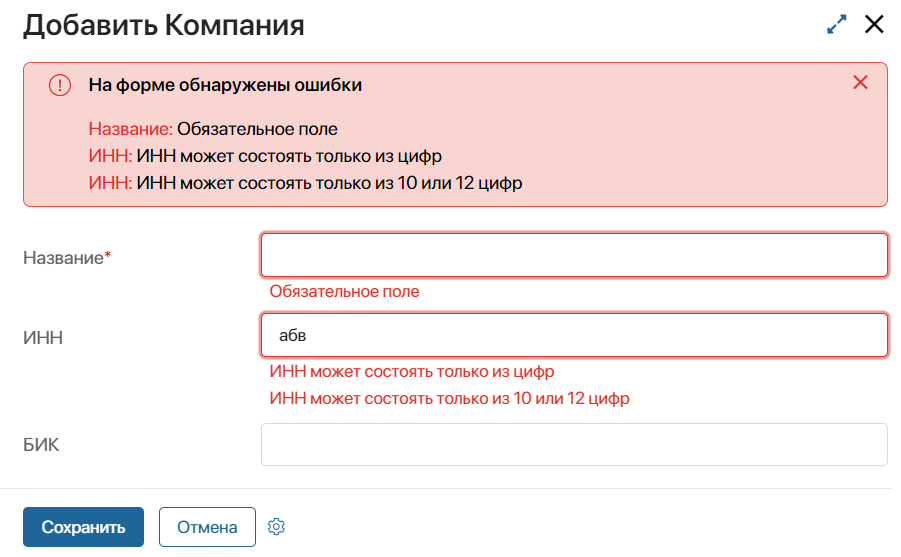 Добавить Компания
На форме обнаружены ошибки
Название: Обязательное поле
ИНН: ИНН может состоять только из цифр
ИНН: ИНН может состоять только из 10 или 12 цифр
Название*
Обязательное поле
ИНН
абв
ИНН может состоять только из цифр
ИНН может состоять только из 10 или 12 цифр
БИК
Сохранить
Отмена